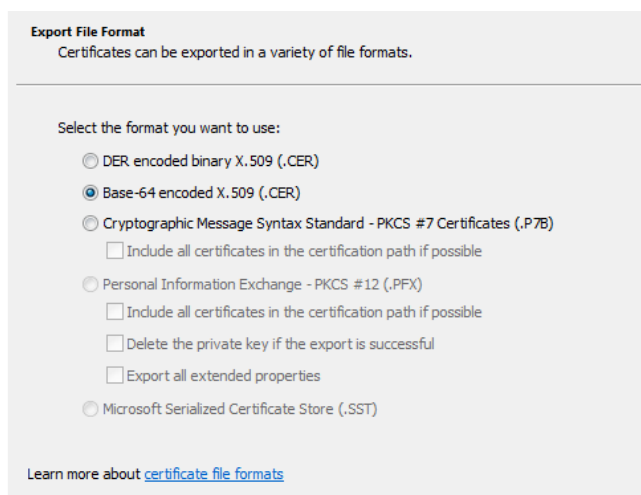 Export File Format
Certificates can be exported in a variety of file formats.
Select the format you want to use:
DER encoded binary X.509 (.CER)
Base-64 encoded X.509 (.CER)
Cryptographic Message Syntax Standard - PKCS #7 Certificates (.P7B)
Include all certificates in the certification path if possible
Personal Information Exchange - PKCS #12 (.PFX)
Include all certificates in the certification path if possible
Delete the private key if the export is successful
Export all extended properties
Microsoft Serialized Certificate Store (.SST)
Learn more about certificate file formats